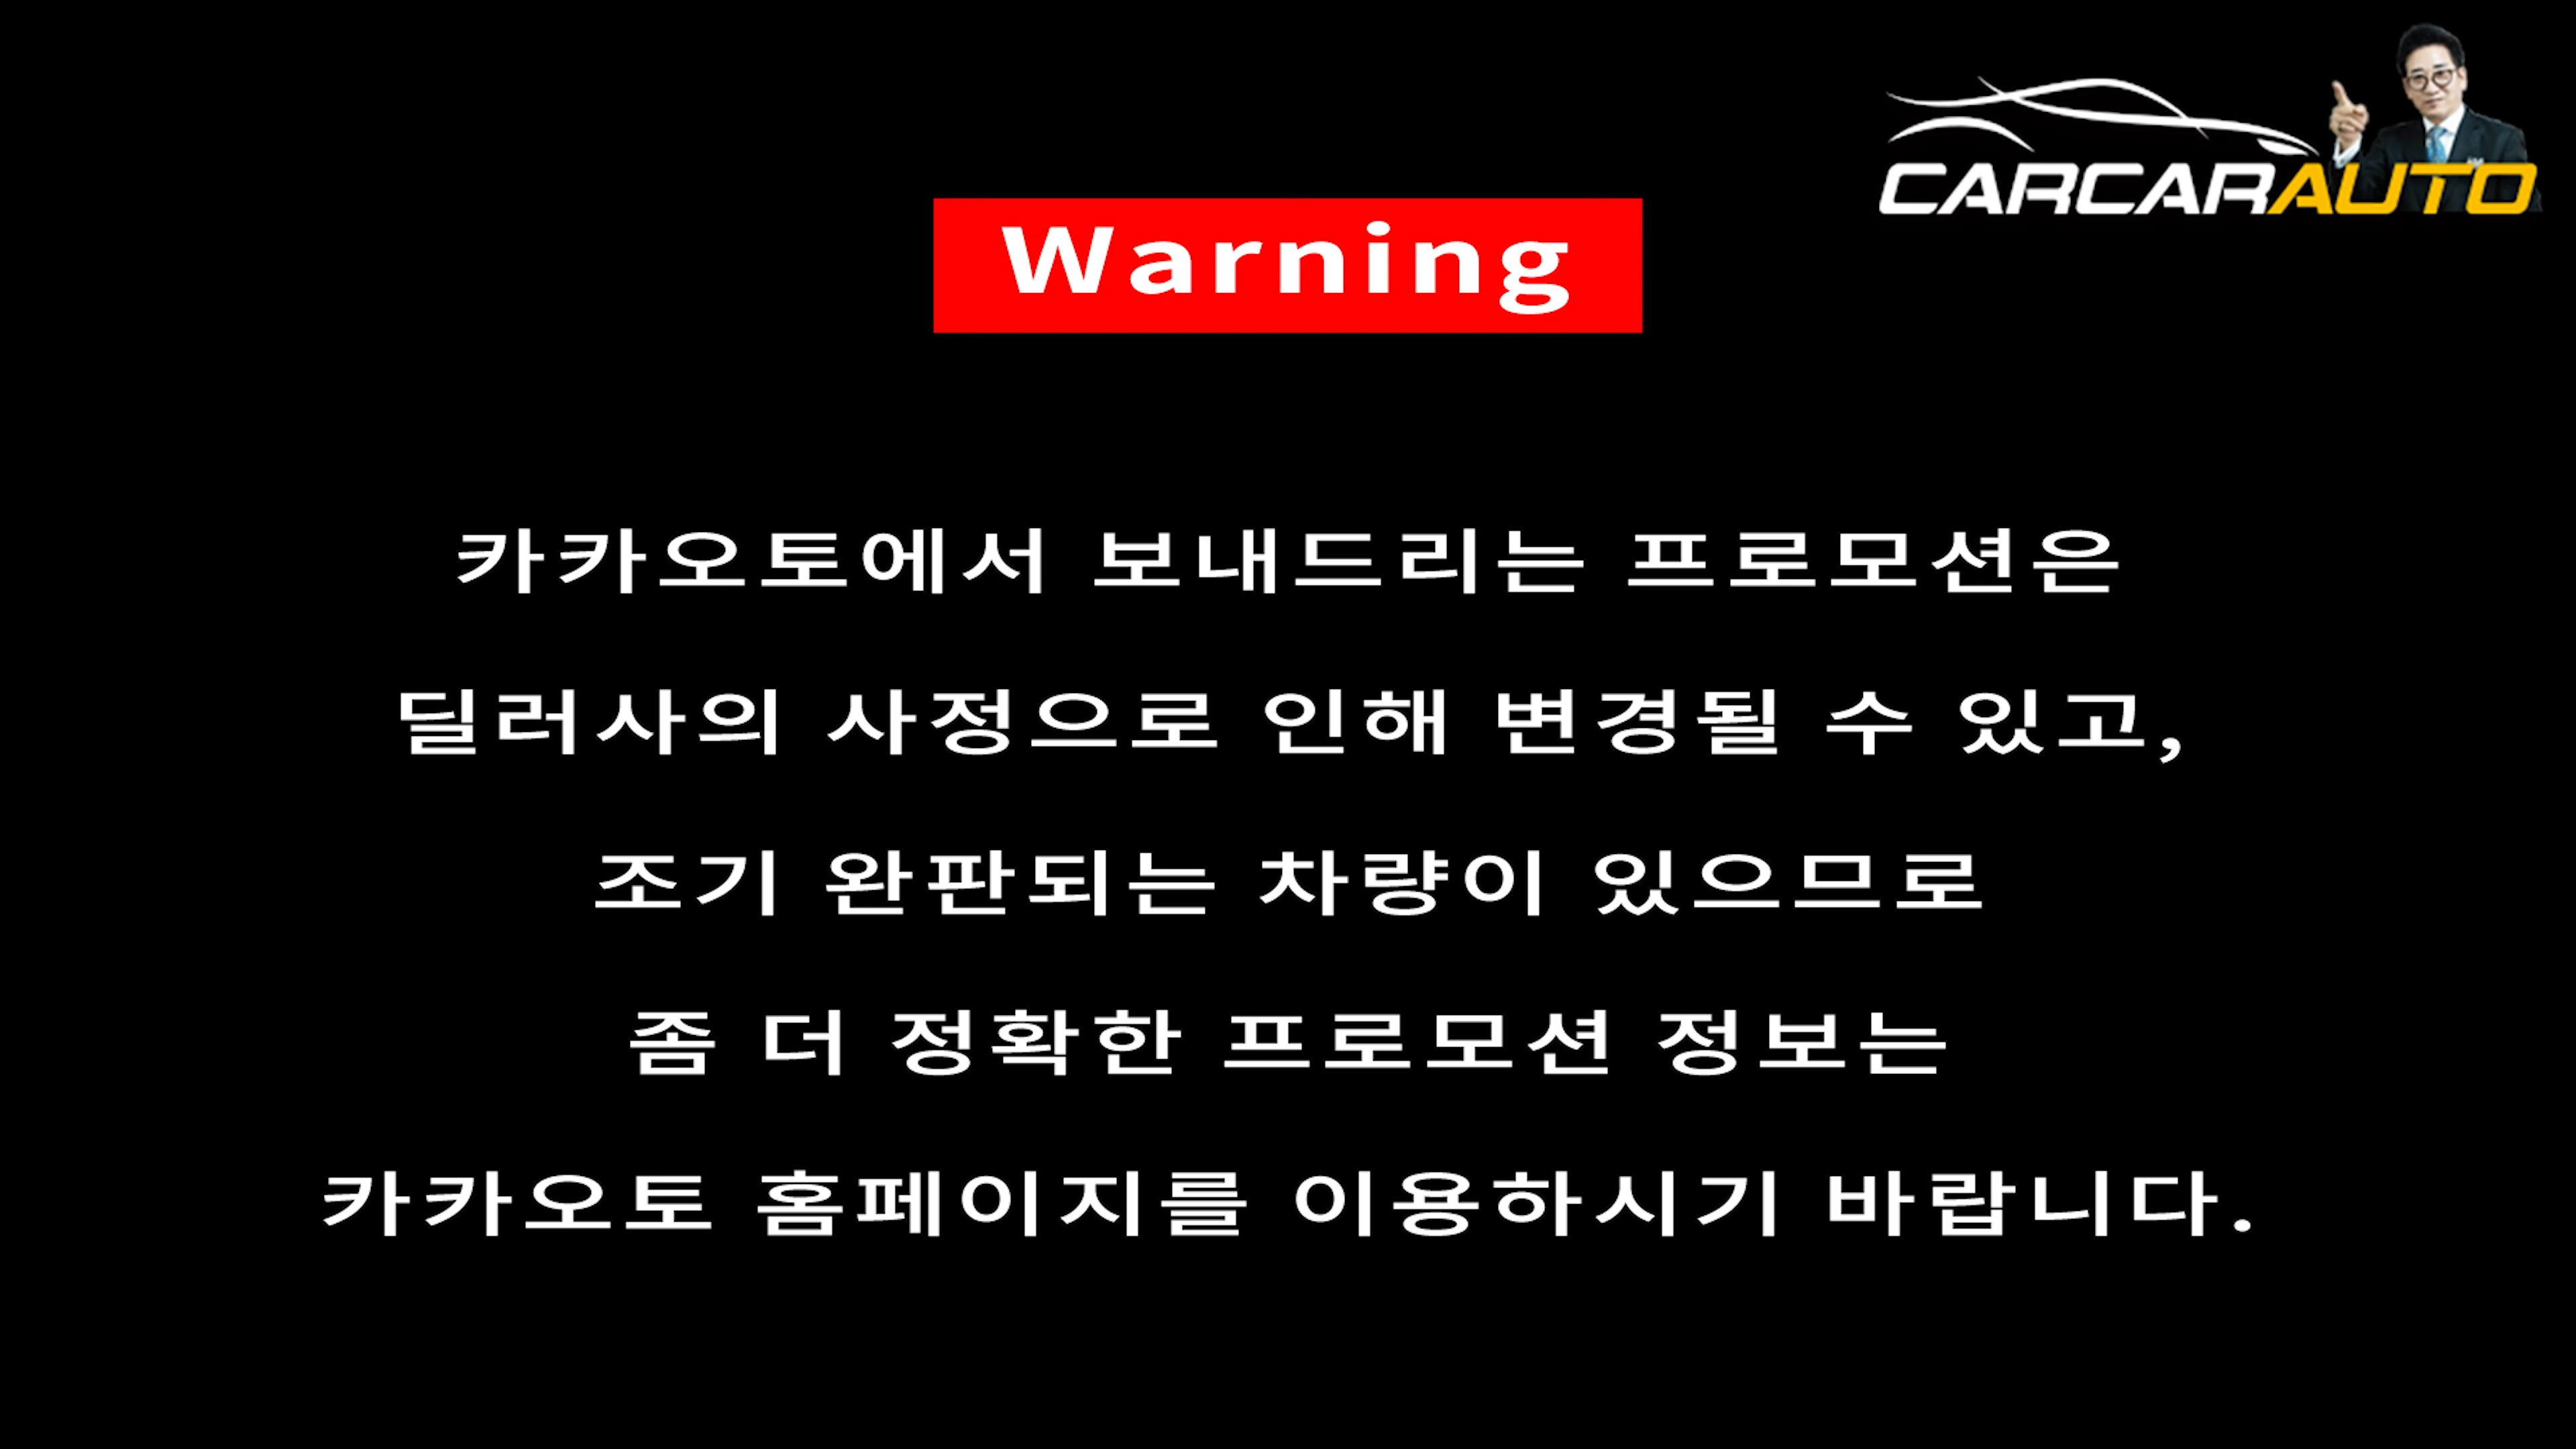 CARCARAUTO
Warning
카카오토에서 보내드리는 프로모션은
딜러사의 사정으로 인해 변경될 수 있고,
조기 완판되는 차량이 있으므로
좀 더 정확한 프로모션 정보는
카카오토 홈페이지를 이용하시기 바랍니다.